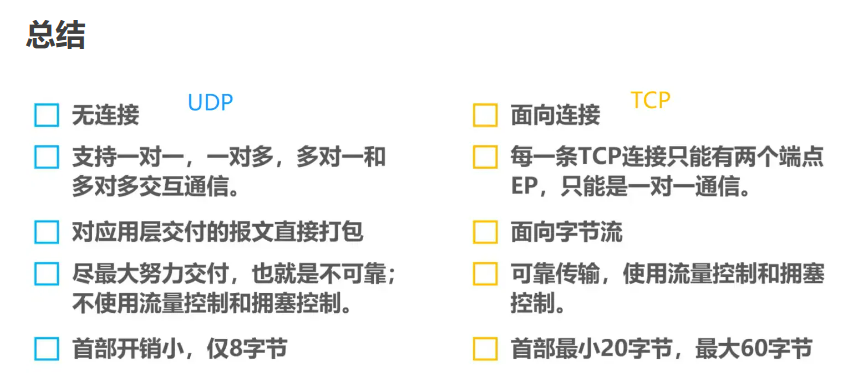 总结
UDP
无连接
支持一对一，一对多，多对一和
多对多交互通信。
对应用层交付的报文直接打包
尽最大努力交付，也就是不可靠；
不使用流量控制和拥塞控制。
首部开销小，仅8字节
TCP
面向连接
每一条TCP连接只能有两个端点
EP，只能是一对一通信。
面向字节流
可靠传输，使用流量控制和拥塞
控制。
首部最小20字节，最大60字节